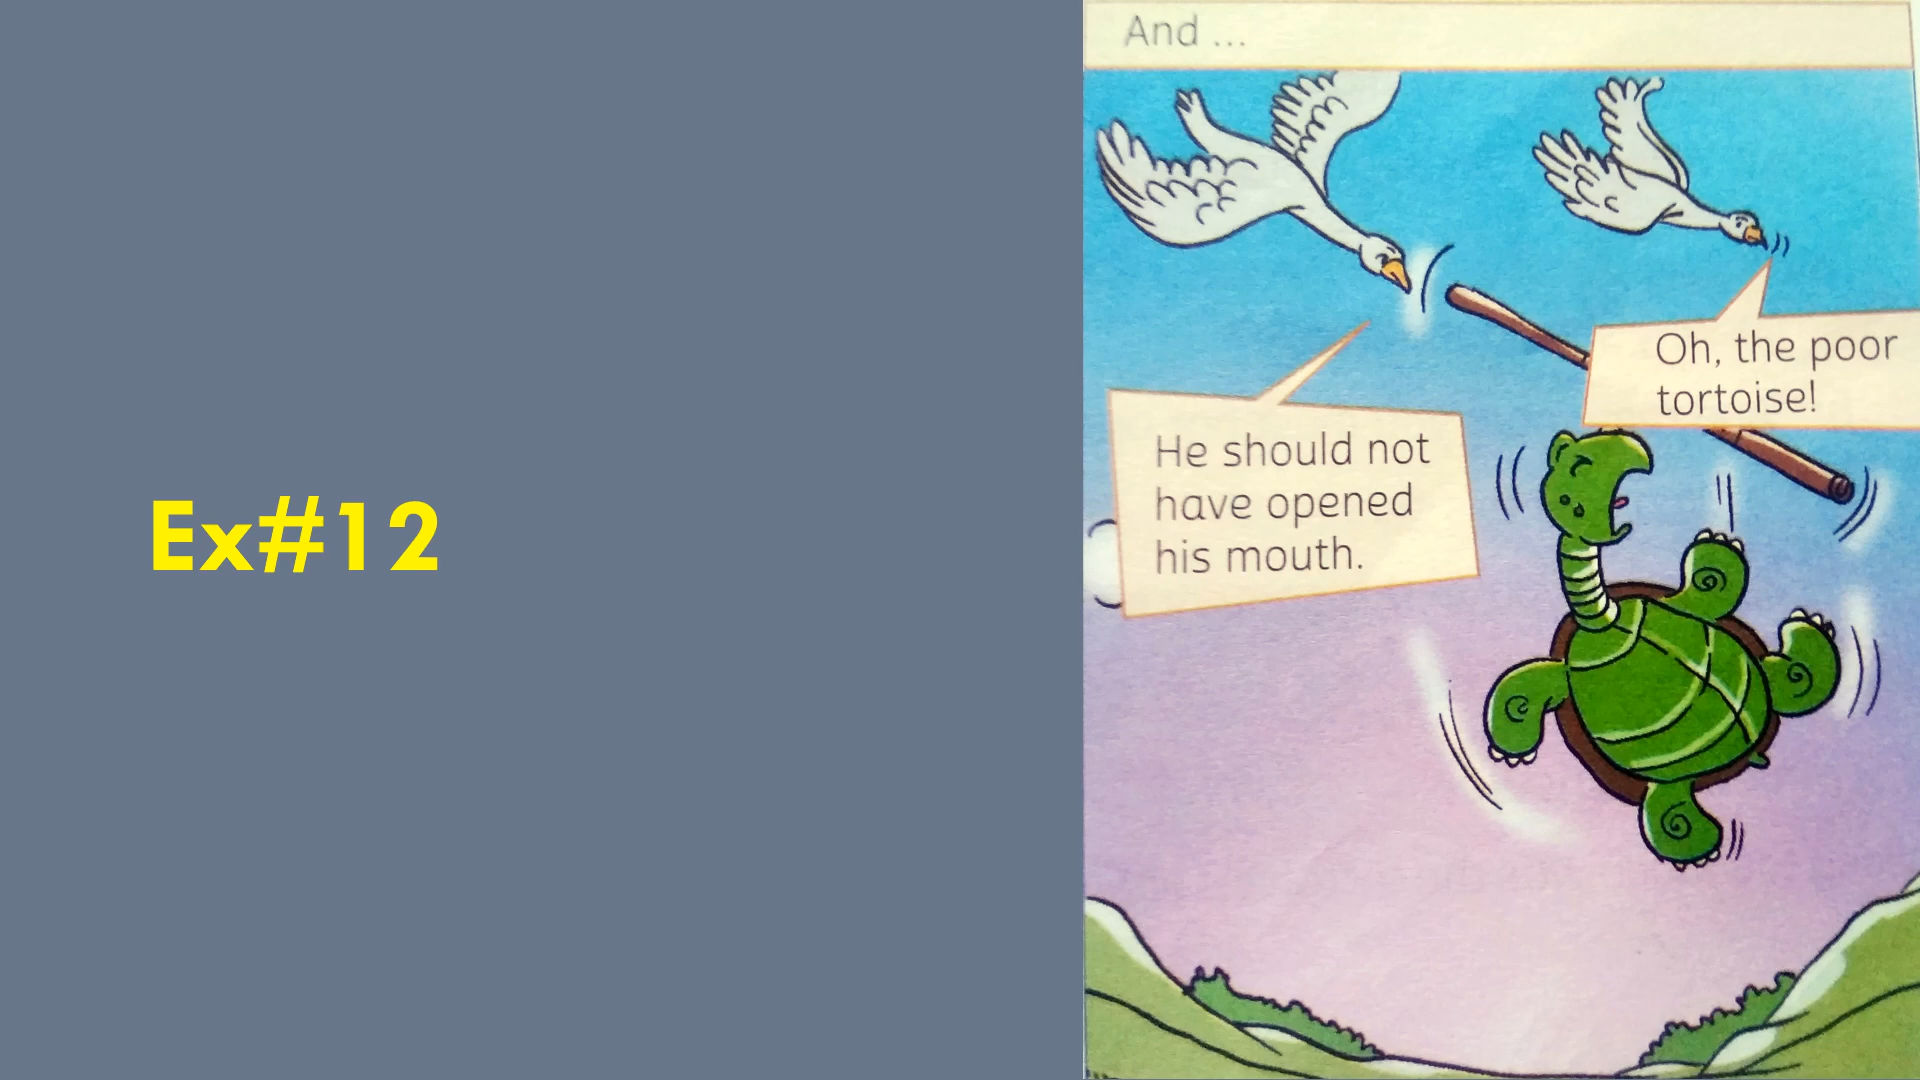 Ex#12
And ...
He should not
have opened
his mouth.
Oh, the poor
tortoise!